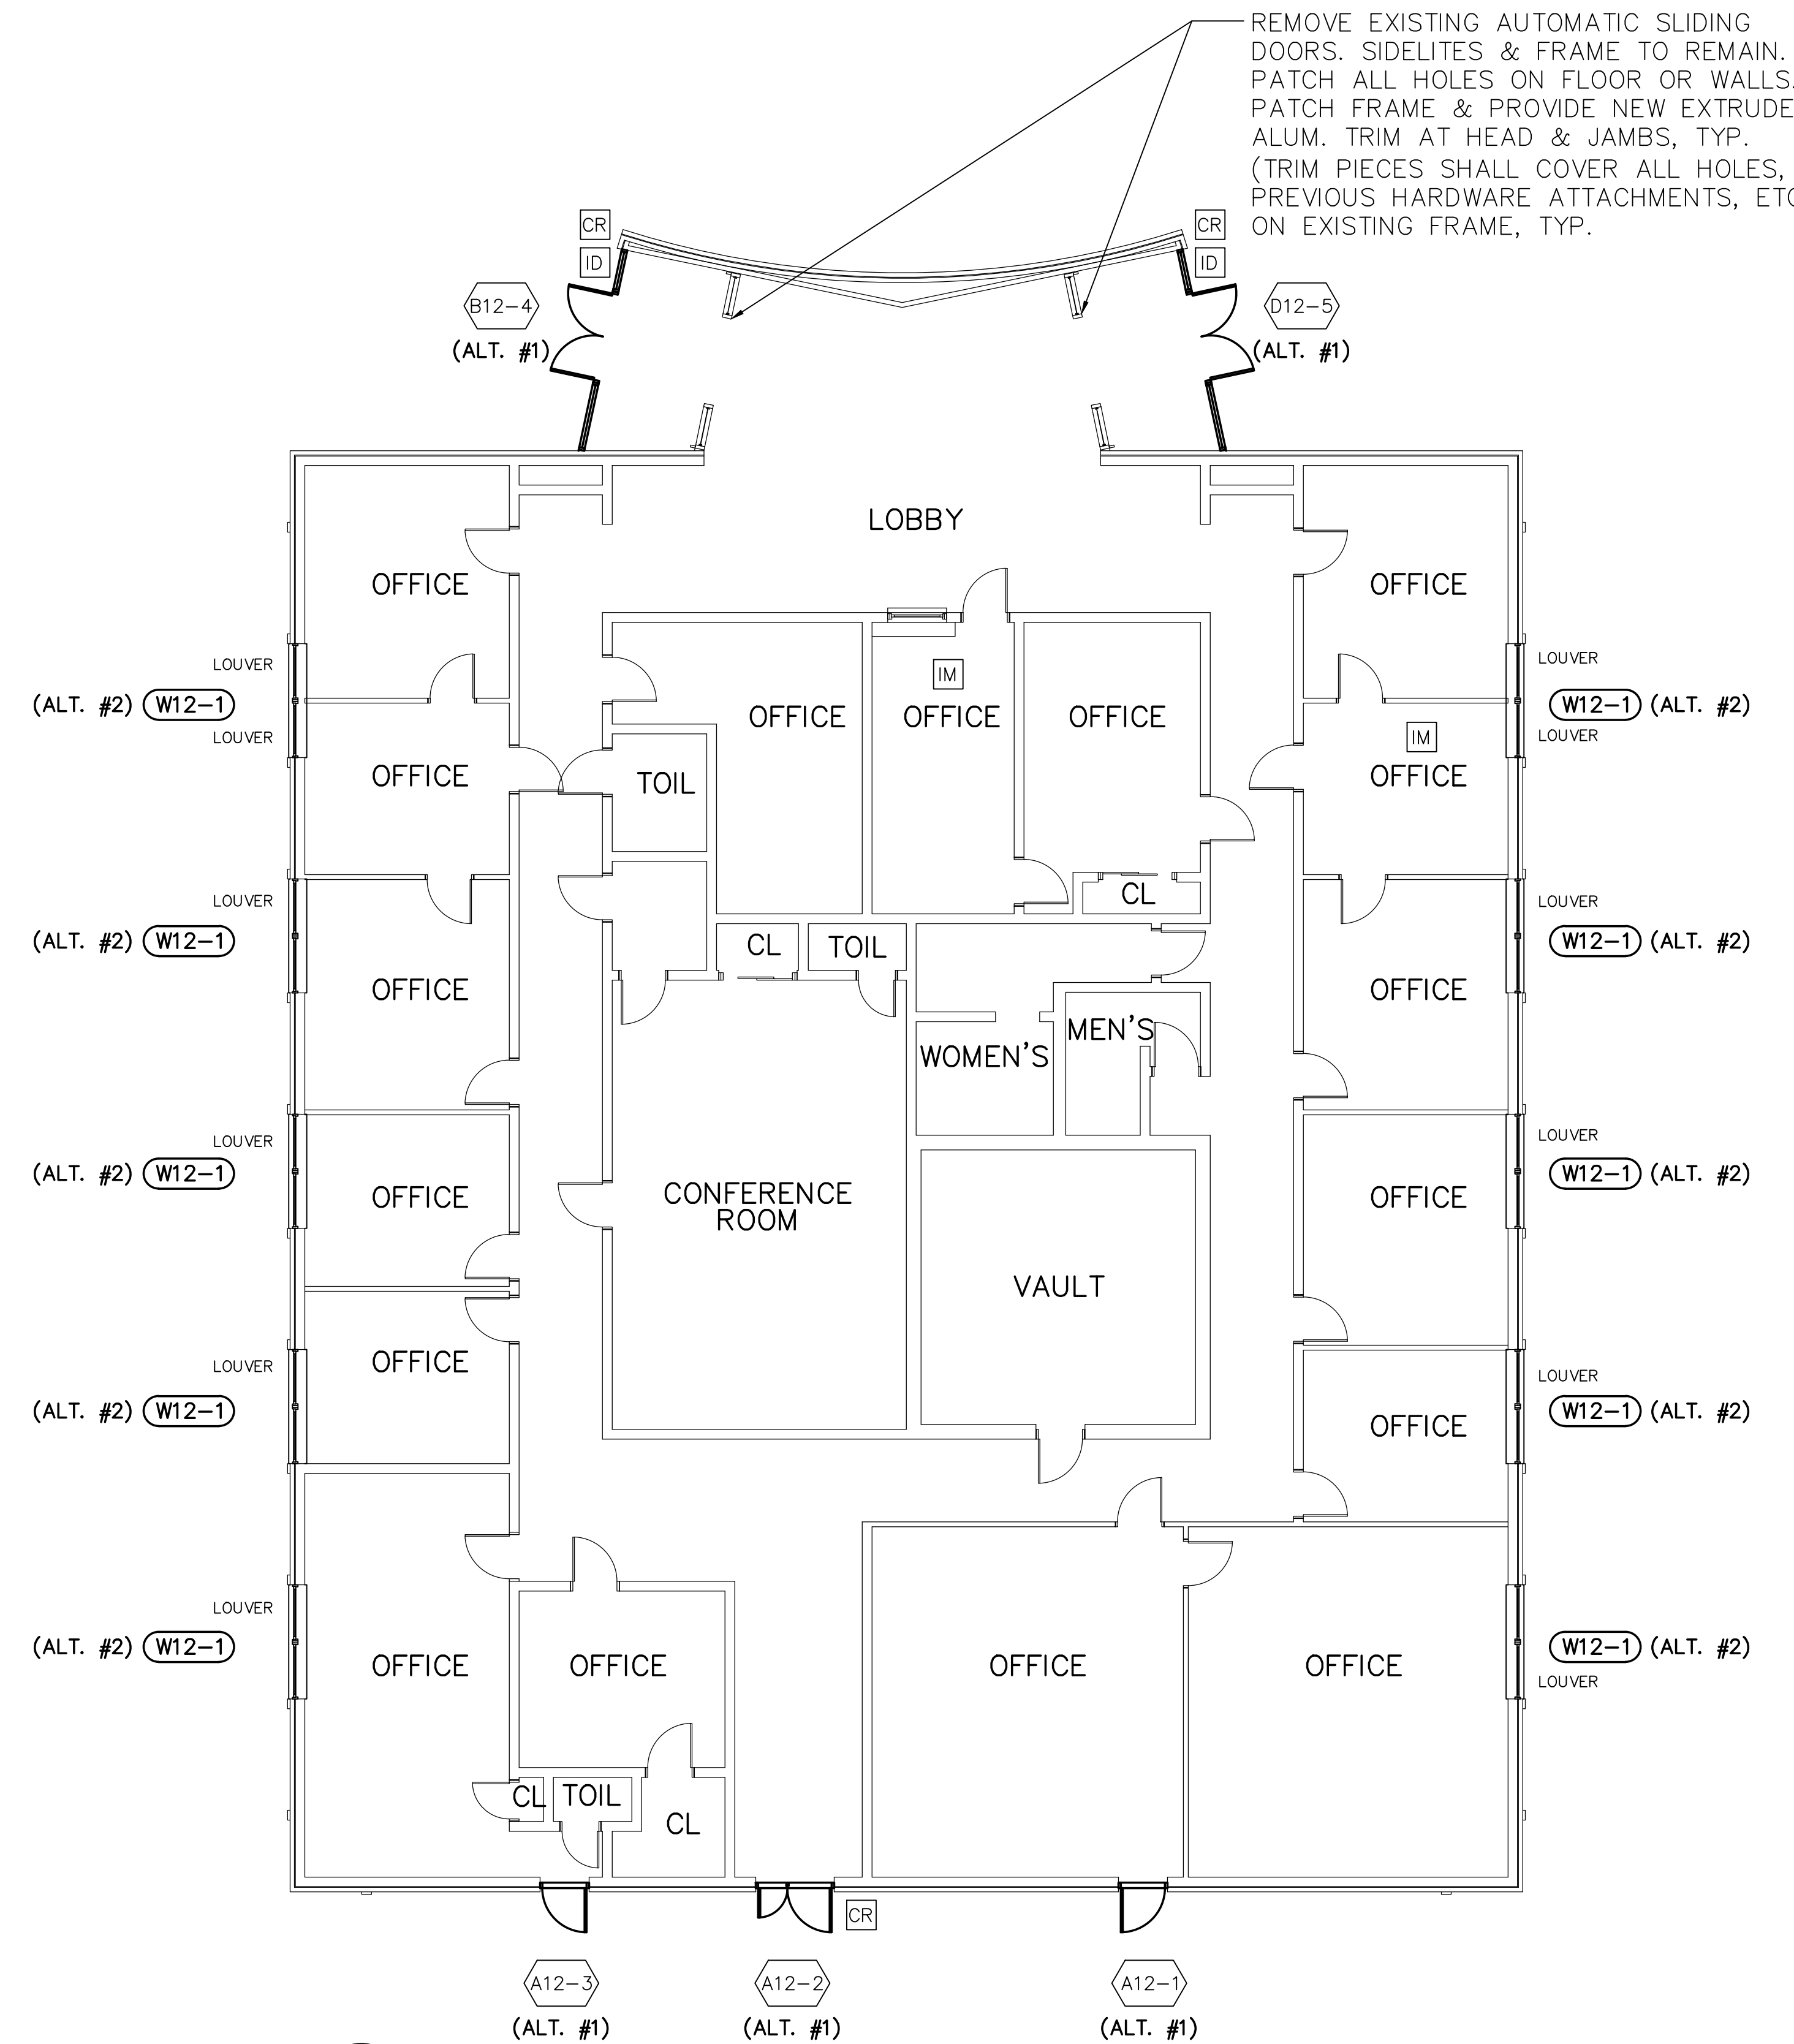 REMOVE EXISTING AUTOMATIC SLIDING
DOORS. SIDELITES & FRAME TO REMAIN.
PATCH ALL HOLES ON FLOOR OR WALLS.
PATCH FRAME & PROVIDE NEW EXTRUDE
ALUM. TRIM AT HEAD & JAMBS, TYP.
(TRIM PIECES SHALL COVER ALL HOLES,
PREVIOUS HARDWARE ATTACHMENTS, ETC
ON EXISTING FRAME, TYP.
CR
CR
ID
ID
B12-4
D12-5
(ALT. #1)
(ALT. #1)
LOBBY
OFFICE
OFFICE
LOUVER
LOUVER
IM
(ALT. #2) W12-1
W12-1 (ALT. #2)
OFFICE
OFFICE
OFFICE
LOUVER
IM
LOUVER
OFFICE
TOIL
OFFICE
CL
LOUVER
LOUVER
(ALT. #2) W12-1
CL
TOIL
W12-1 (ALT. #2)
OFFICE
OFFICE
MEN'S
WOMEN'S
LOUVER
LOUVER
(ALT. #2) W12-1
W12-1 (ALT. #2)
OFFICE
CONFERENCE
ROOM
OFFICE
VAULT
LOUVER
OFFICE
LOUVER
(ALT. #2) W12-1
W12-1 (ALT. #2)
OFFICE
LOUVER
(ALT. #2) W12-1
W12-1 (ALT. #2)
OFFICE
OFFICE
OFFICE
OFFICE
LOUVER
CL
TOIL
CL
CR
A12-3
A12-2
A12-1
(ALT. #1)
(ALT. #1)
(ALT. #1)